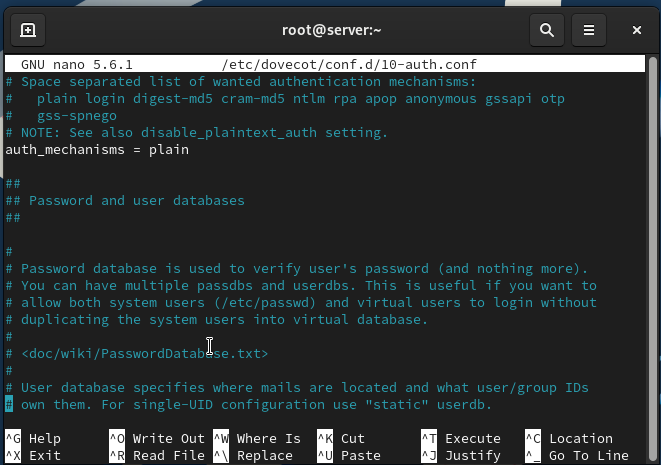 root@server:~
GNU nano 5.6.1 /etc/dovecot/conf.d/10-auth.conf
# Space separated list of wanted authentication mechanisms:
#   plain login digest-md5 cram-md5 ntlm rpa apop anonymous gssapi otp
#   gss-spnego
# NOTE: See also disable_plaintext_auth setting.
auth_mechanisms = plain
##
## Password and user databases
##
#
# Password database is used to verify user's password (and nothing more).
# You can have multiple passdbs and userdbs. This is useful if you want to
# allow both system users (/etc/passwd) and virtual users to login without
# duplicating the system users into virtual database.
#
# <doc/wiki/PasswordDatabase.txt>
#
# User database specifies where mails are located and what user/group IDs
# own them. For single-UID configuration use "static" userdb.
^G Help ^O Write Out ^W Where Is ^K Cut ^T Execute ^C Location
^X Exit ^R Read File ^\ Replace ^U Paste ^J Justify ^_ Go To Line